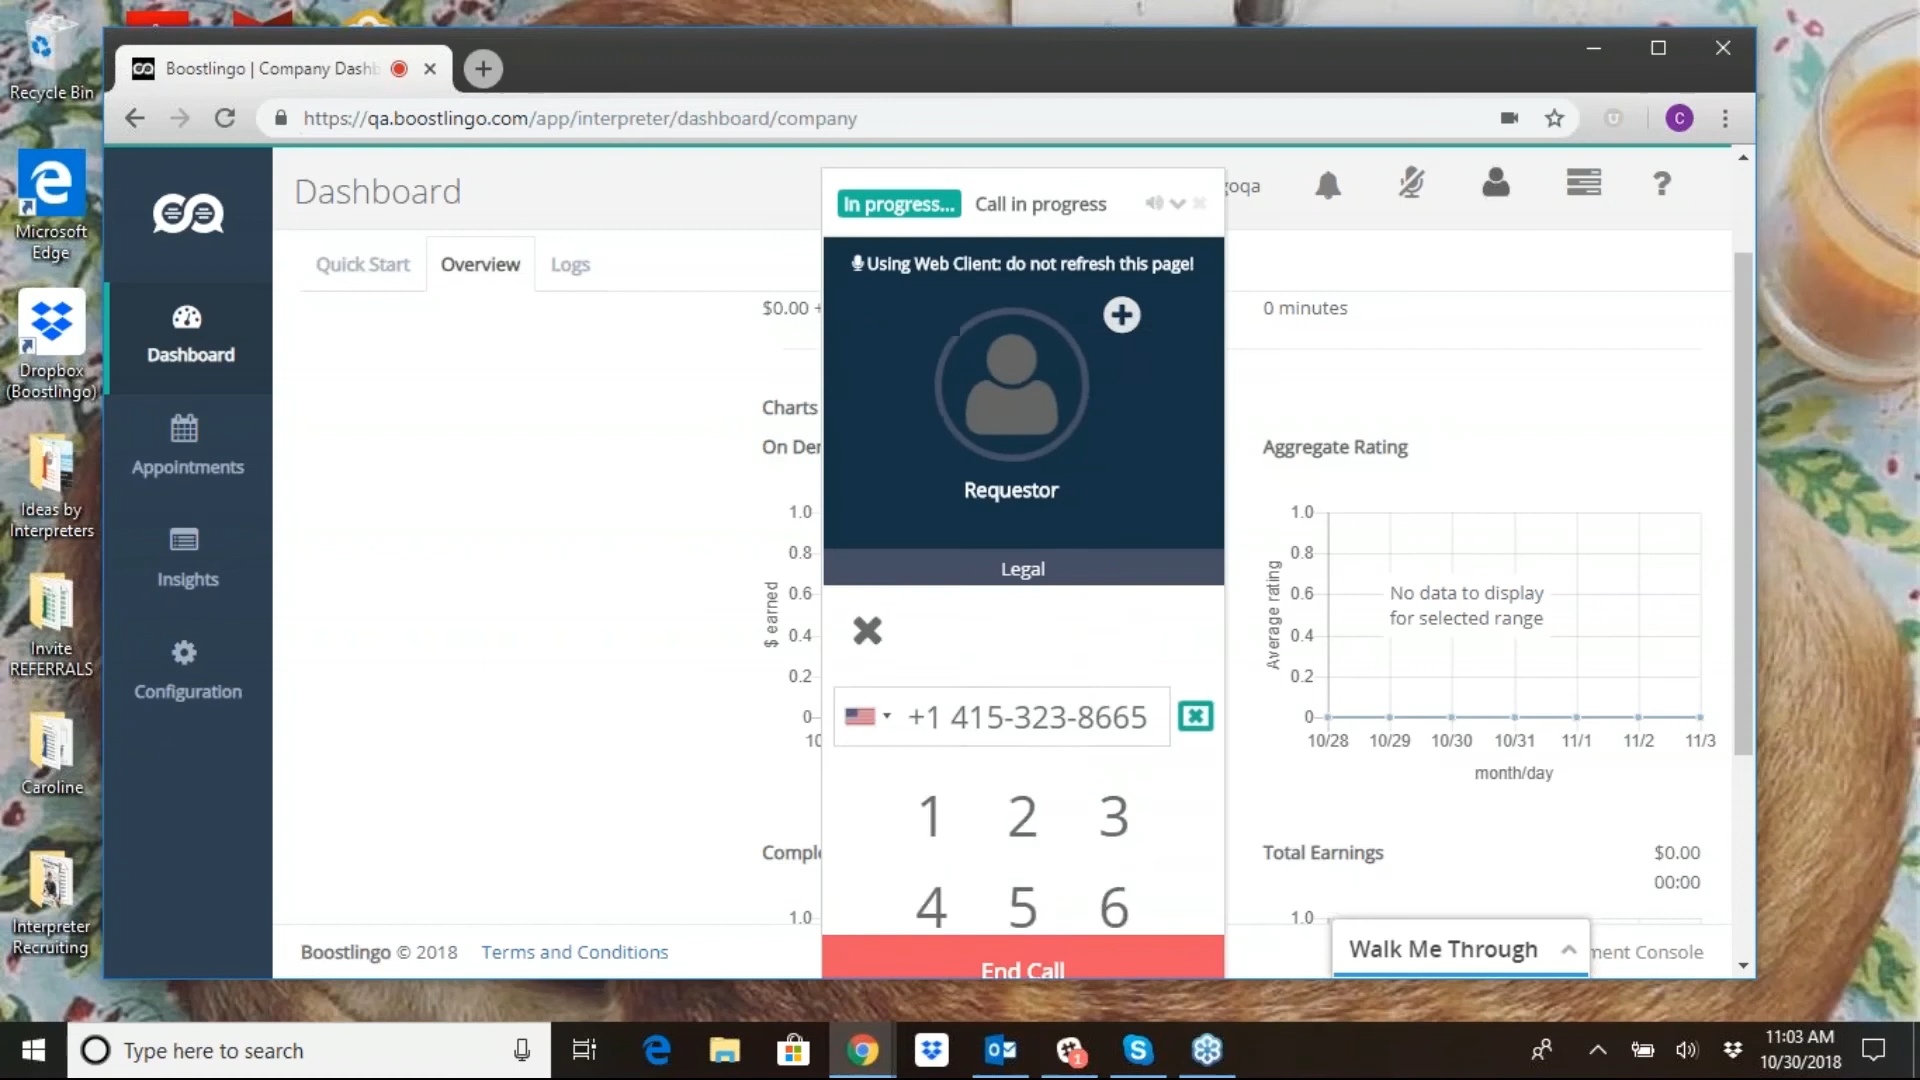 Recycle Bin
Microsoft
Edge
Dropbox
(Boostlingo)
Ideas by
Interpreters
Invite
REFERRALS
Caroline
Interpreter
Recruiting
Boostlingo | Company Dashb
https://qa.boostlingo.com/app/interpreter/dashboard/company
C
Dashboard
Appointments
Insights
Configuration
Dashboard
goqa
?
Quick Start
Overview
Logs
$0.00 +
0 minutes
Charts
On Der
Aggregate Rating
$ earned
1.0
0.8
0.6
0.4
0.2
0
10
In progress...
Call in progress
Using Web Client: do not refresh this page!
Requestor
Legal
+1 415-323-8665
1 2 3
4 5 6
End Call
Average rating
1.0
0.8
0.6
0.4
0.2
0
No data to display
for selected range
10/28 10/29 10/30 10/31 11/1 11/2 11/3
month/day
Comple
1.0
Total Earnings
$0.00
00:00
1.0
Boostlingo © 2018
Terms and Conditions
Walk Me Through
ment Console
Type here to search
1
11:03 AM
10/30/2018